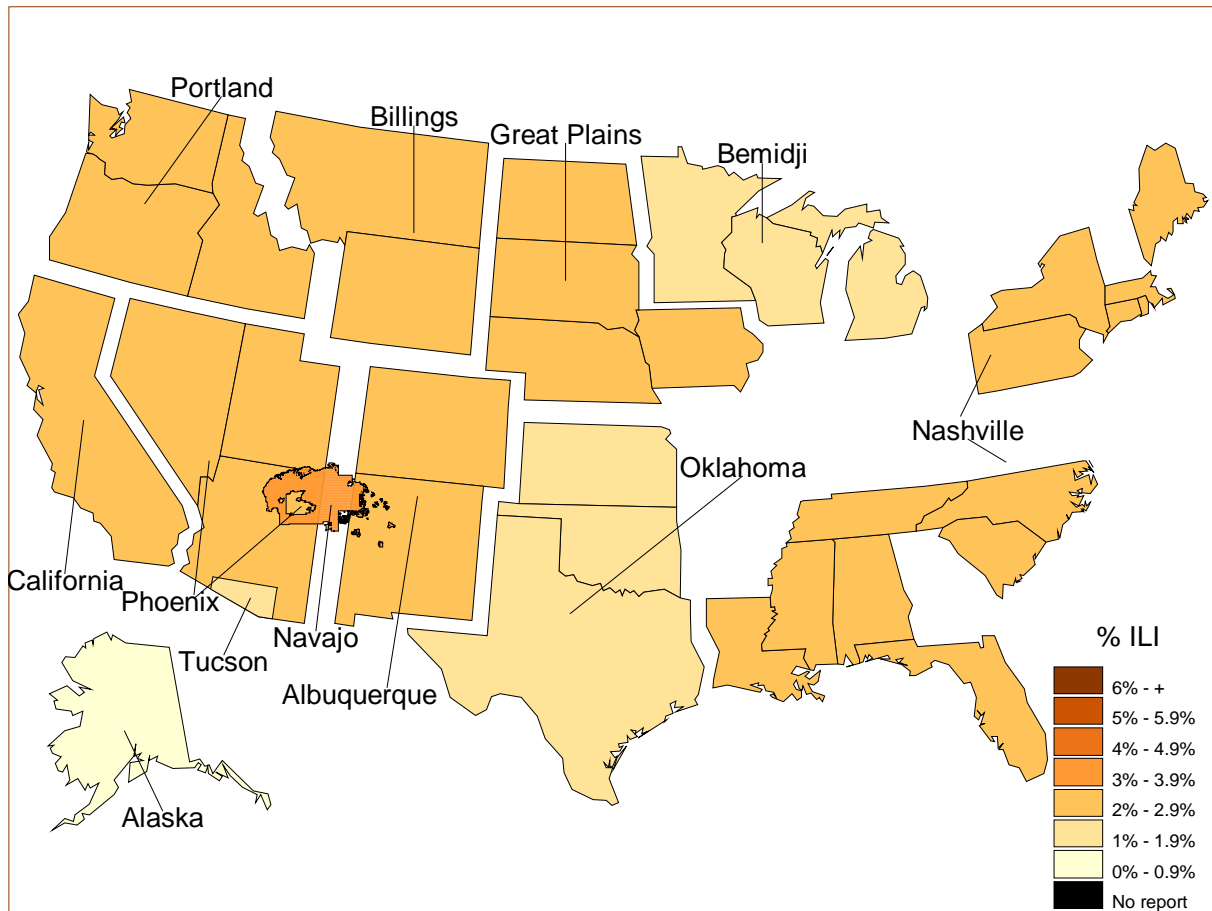 Portland
Billings
Great Plains
Bemidji
Nashville
Oklahoma
California
Phoenix
Navajo
Tucson
Albuquerque
Alaska
% ILI
6% - +
5% - 5.9%
4% - 4.9%
3% - 3.9%
2% - 2.9%
1% - 1.9%
0% - 0.9%
No report